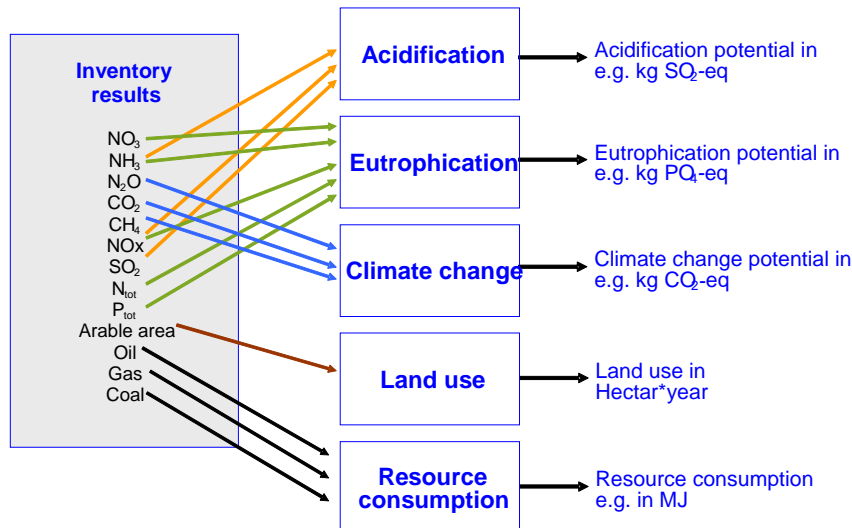 Inventory
results
NO₃
NH₃
N₂O
CO₂
CH₄
NOx
SO₂
Nₜₒₜ
Pₜₒₜ
Arable area
Oil
Gas
Coal
Acidification
Eutrophication
Climate change
Land use
Resource
consumption
Acidification potential in
e.g. kg SO₂-eq
Eutrophication potential in
e.g. kg PO₄-eq
Climate change potential in
e.g. kg CO₂-eq
Land use in
Hectar*year
Resource consumption
e.g. in MJ